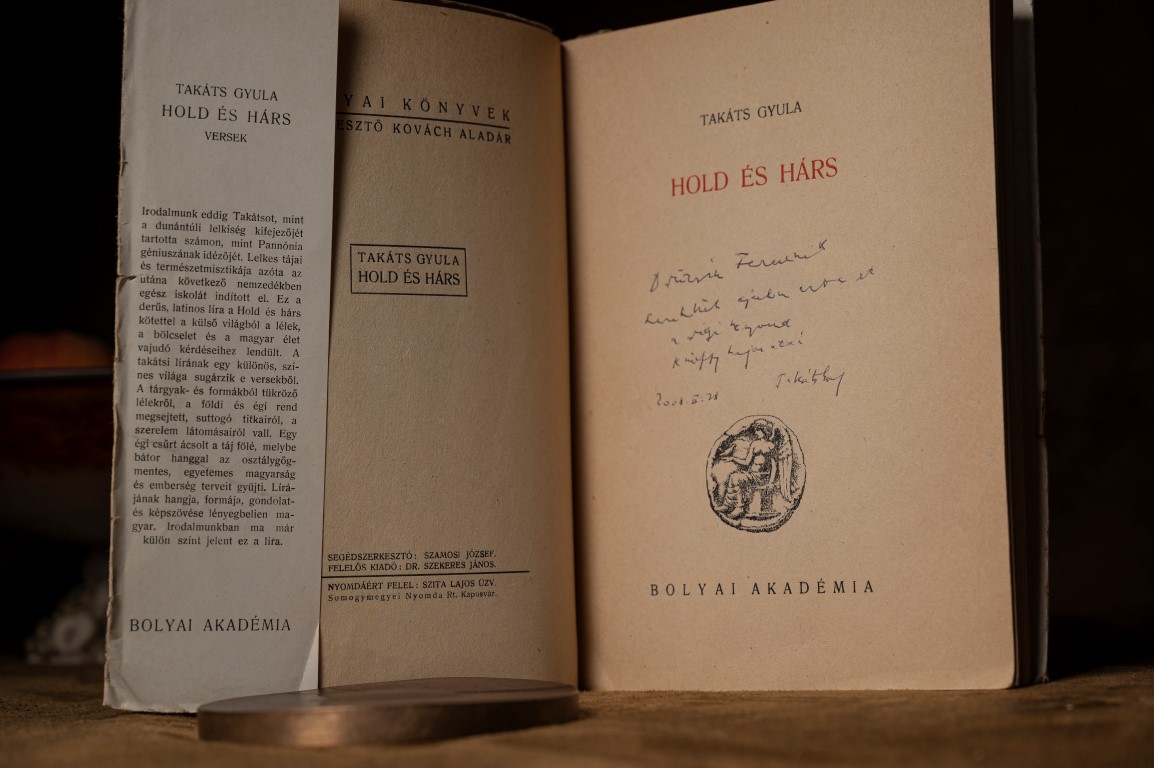 TAKÁTS GYULA
HOLD ÉS HÁRS
VERSEK
Irodalmunk eddig Takátsot, mint
a dunántúli lelkiség kifejezőjét
tartotta számon, mint Pannónia
géniuszának idézőjét. Lelkes tájai
és természetmisztikája azóta az
utána következő nemzedékben
egész iskolát indított el. Ez a
derűs, latinos líra a Hold és hárs
kötettel a külső világból a lélek,
a bölcselet és a magyar élet
vajudó kérdéseihez lendült. A
takátsi lírának egy különös, szí-
nes világa sugárzik e versekből.
A tárgyak- és formákból tükröző
lélekről, a földi és égi rend
megsejtett, suttogó titkairól, a
szerelem látomásairól vall. Egy
égi csűrt ácsolt a táj fölé, melybe
bátor hanggal az osztálygőg-
mentes, egyetemes magyarság
és emberség terveit gyűjti. Lírá-
jának hangja, formája, gondolat-
és képszövése lényegbelien ma-
gyar. Irodalmunkban ma már
külön színt jelent ez a líra.
BOLYAI AKADÉMIA
YAI KÖNYVEK
ESZTŐ KOVÁCH ALADÁR
TAKÁTS GYULA
HOLD ÉS HÁRS
SEGÉDSZERKESZTŐ: SZAMOSI JÓZSEF.
FELELŐS KIADÓ: DR. SZEKERES JÁNOS.
NYOMDÁÉRT FELEL: SZITA LAJOS ÜZV.
Somogymegyei Nyomda Rt. Kaposvár.
TAKÁTS GYULA
HOLD ÉS HÁRS
Ferencnek
a régi
BOLYAI AKADÉMIA